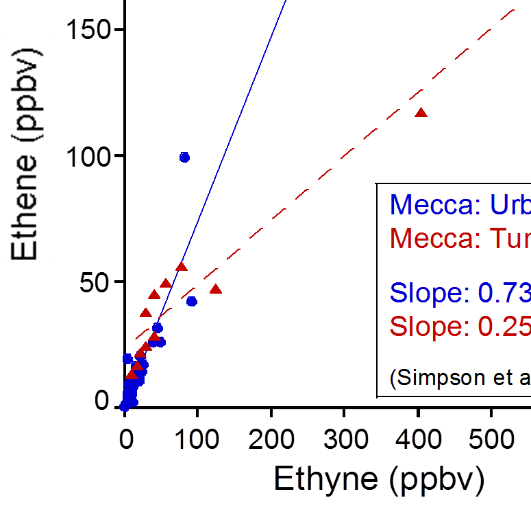 150
100
50
0
Ethene (ppbv)
Mecca: Urb
Mecca: Tun
Slope: 0.73
Slope: 0.25
(Simpson et a
0 100 200 300 400 500
Ethyne (ppbv)